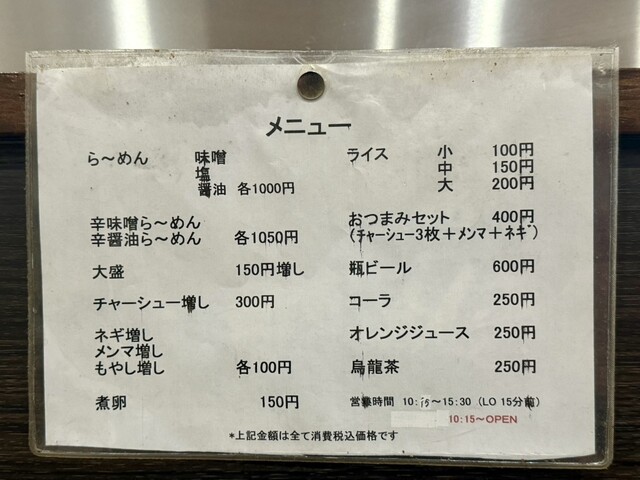 メニュー
ら～めん 味噌
塩
醤油 各1000円
辛味噌ら～めん
辛醤油ら～めん 各1050円
大盛 150円増し
チャーシュー増し 300円
ネギ増し
メンマ増し
もやし増し 各100円
煮卵 150円
ライス 小 100円
中 150円
大 200円
おつまみセット 400円
(ﾁｬｰｼｭｰ3枚＋ﾒﾝﾏ＋ﾈｷﾞ)
瓶ビール 600円
コーラ 250円
オレンジジュース 250円
烏龍茶 250円
営業時間 10:15～15:30 (LO 15分前)
10:15～OPEN
*上記金額は全て消費税込価格です